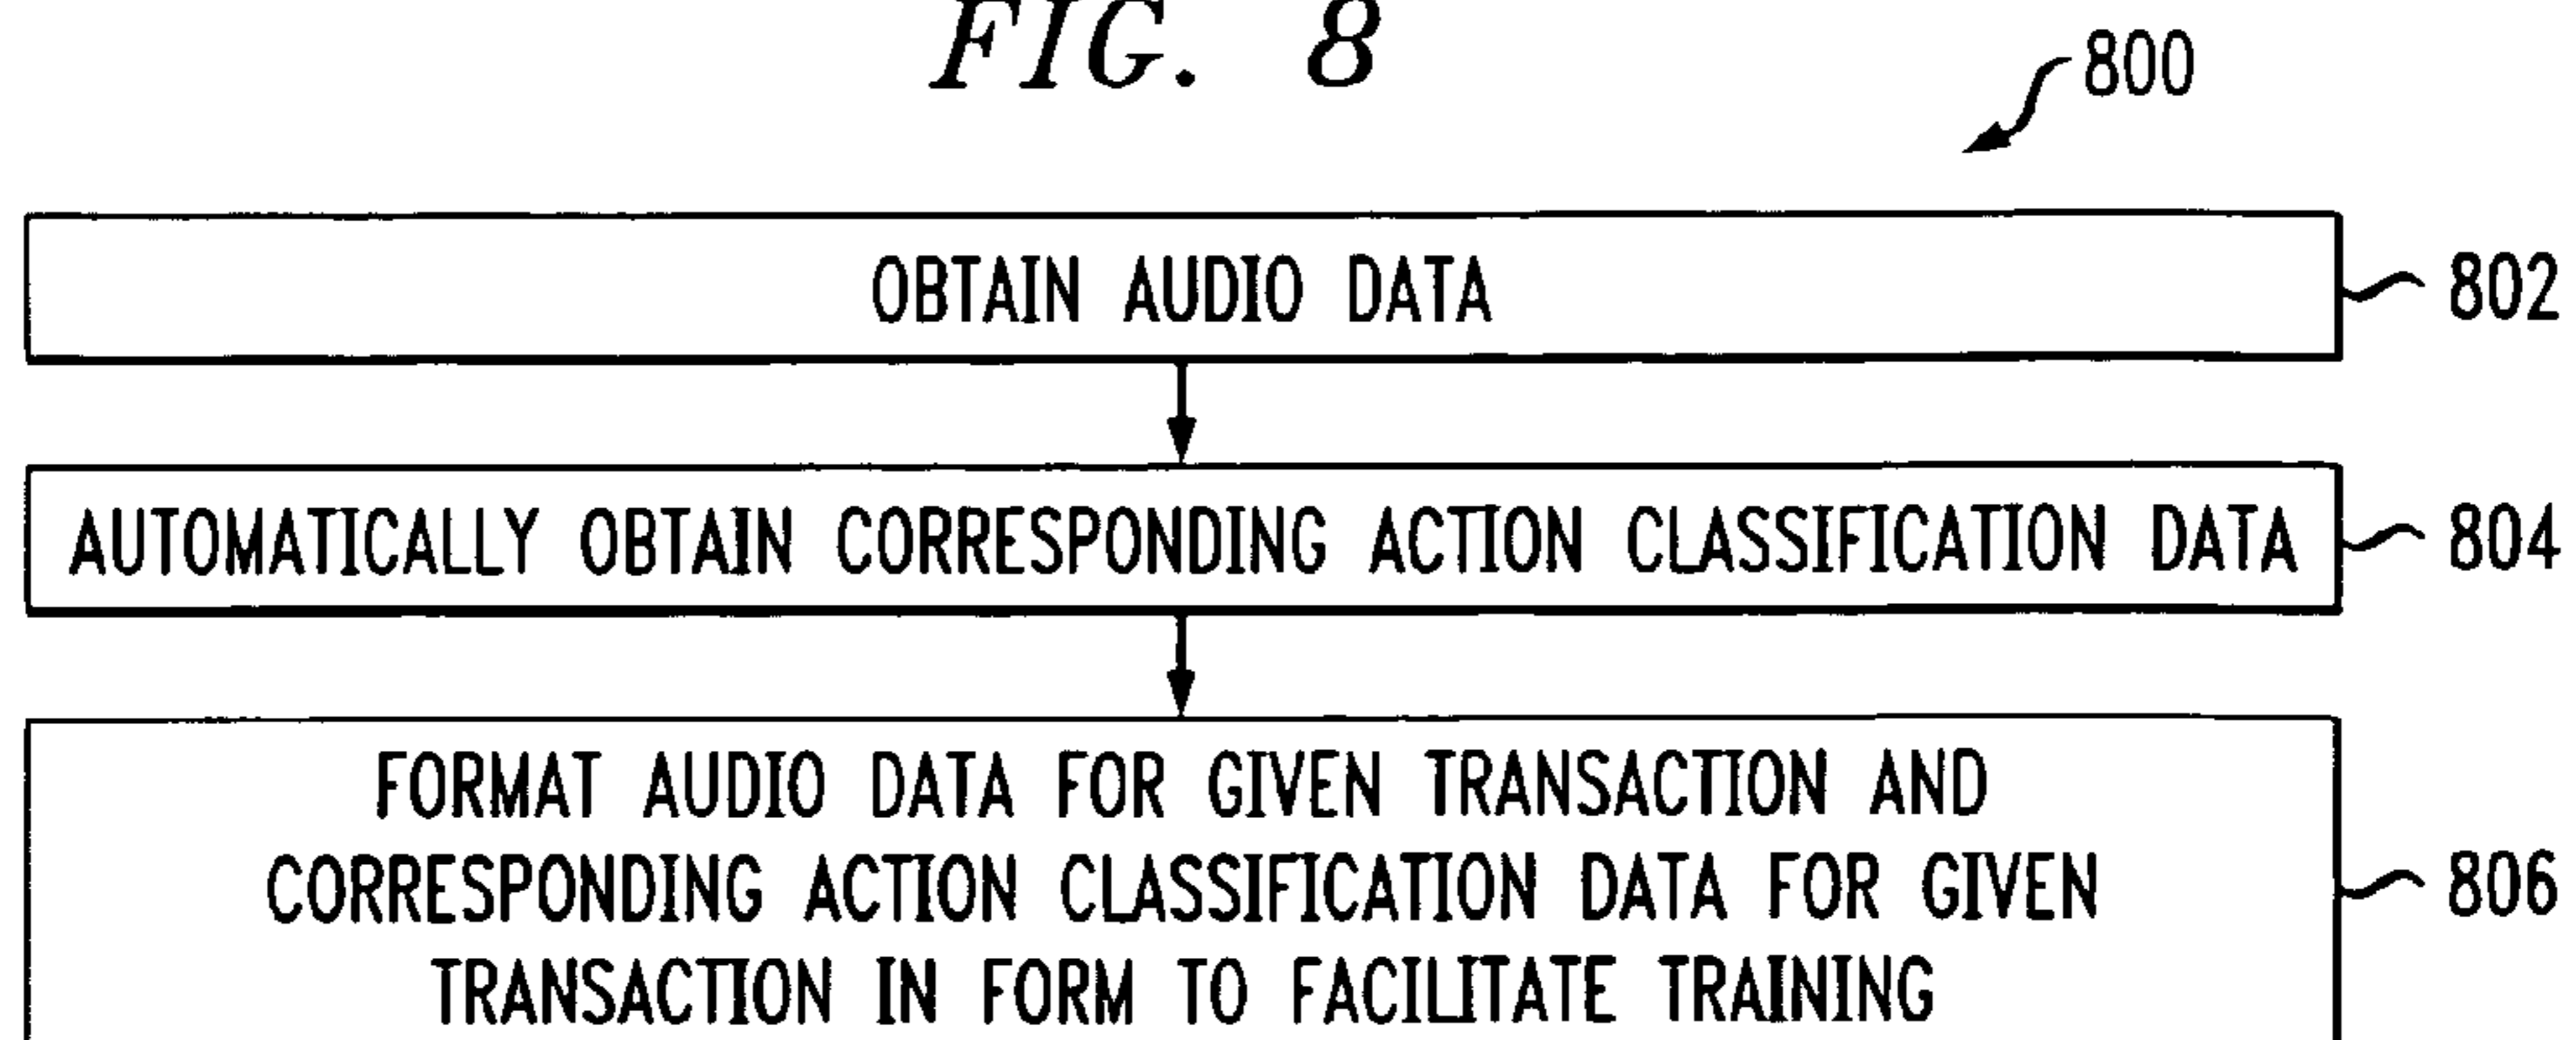 FIG. 8
800
OBTAIN AUDIO DATA
802
AUTOMATICALLY OBTAIN CORRESPONDING ACTION CLASSIFICATION DATA
804
FORMAT AUDIO DATA FOR GIVEN TRANSACTION AND
CORRESPONDING ACTION CLASSIFICATION DATA FOR GIVEN
TRANSACTION IN FORM TO FACILITATE TRAINING
806